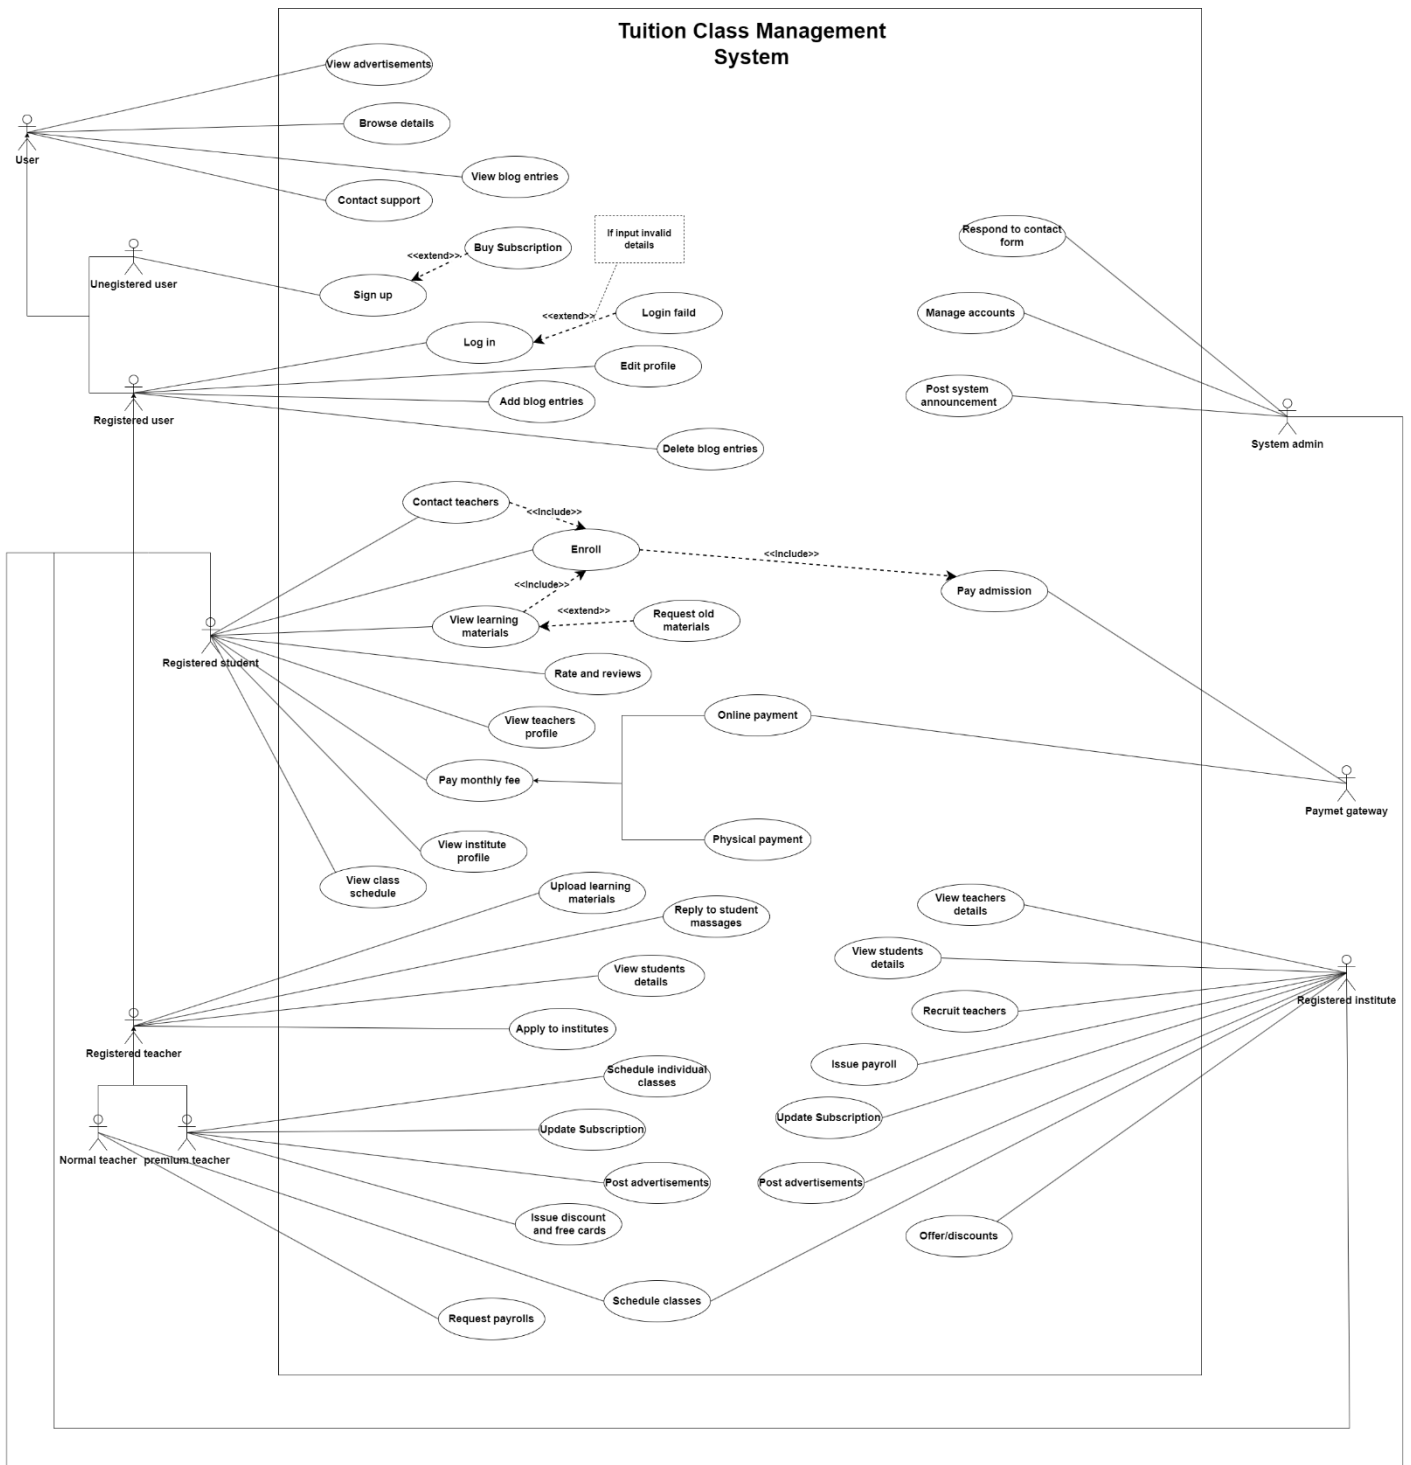 Tuition Class Management
System
View advertisements
Browse details
User
View blog entries
Contact support
If input invalid
details
Respond to contact
form
Buy Subscription
<<extend>>
Unegistered user
Sign up
Login faild
<<extend>>
Manage accounts
Log in
Edit profile
Post system
announcement
Add blog entries
Registered user
System admin
Delete blog entries
Contact teachers
<<Include>>
Enroll
<<Include>>
<<Include>>
Pay admission
View learning
materials
<<extend>>
Request old
materials
Registered student
Rate and reviews
View teachers
profile
Online payment
Pay monthly fee
Paymet gateway
Physical payment
View institute
profile
View class
schedule
Upload learning
materials
View teachers
details
Reply to student
massages
View students
details
View students
details
Registered institute
Recruit teachers
Apply to institutes
Registered teacher
Issue payroll
Schedule individual
classes
Update Subscription
Update Subscription
Normal teacher
premium teacher
Post advertisements
Post advertisements
Issue discount
and free cards
Offer/discounts
Schedule classes
Request payrolls